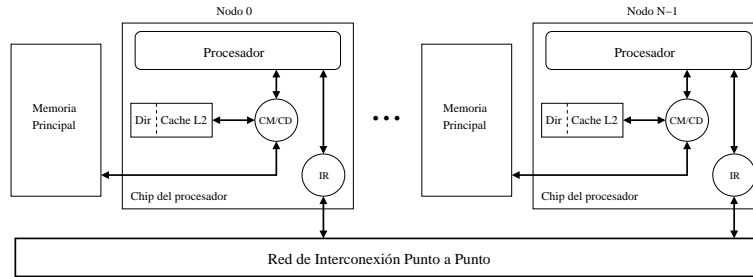 Nodo 0
Procesador
Memoria
Principal
Dir
Cache L2
CM/CD
IR
Chip del procesador
Nodo N−1
Procesador
Memoria
Principal
Dir
Cache L2
CM/CD
IR
Chip del procesador
Red de Interconexión Punto a Punto